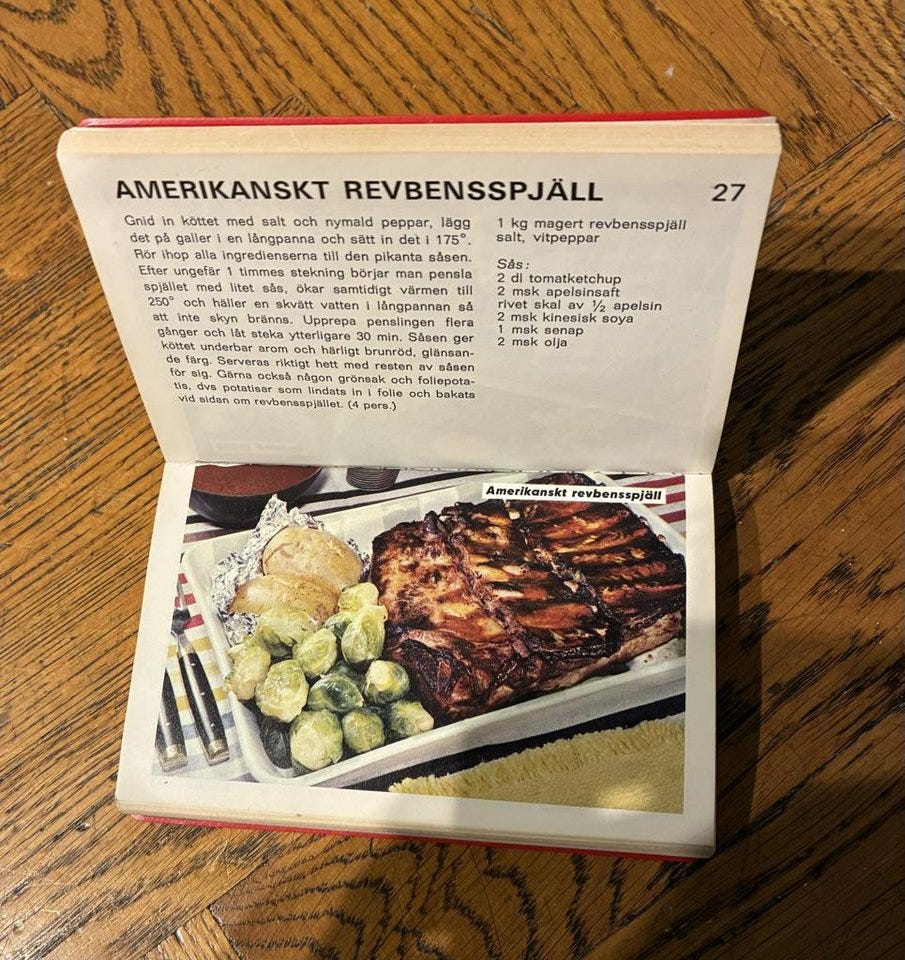 AMERIKANSKT REVBENSSPJÄLL
27
Gnid in köttet med salt och nymald peppar, lägg
det på galler i en långpanna och sätt in det i 175°.
Rör ihop alla ingredienserna till den pikanta såsen.
Efter ungefär 1 timmes stekning börjar man pensla
spjället med litet sås, ökar samtidigt värmen till
250° och häller en skvätt vatten i långpannan så
att inte skyn bränns. Upprepa penslingen flera
gånger och låt steka ytterligare 30 min. Såsen ger
köttet underbar arom och härligt brunröd, glänsan-
de färg. Serveras riktigt hett med resten av såsen
för sig. Gärna också någon grönsak och foliepota-
tis, dvs potatisar som lindats in i folie och bakats
vid sidan om revbensspjället. (4 pers.)
1 kg magert revbensspjäll
salt, vitpeppar
Sås:
2 dl tomatketchup
2 msk apelsinsaft
rivet skal av ½ apelsin
2 msk kinesisk soya
1 msk senap
2 msk olja
Amerikanskt revbensspjäll